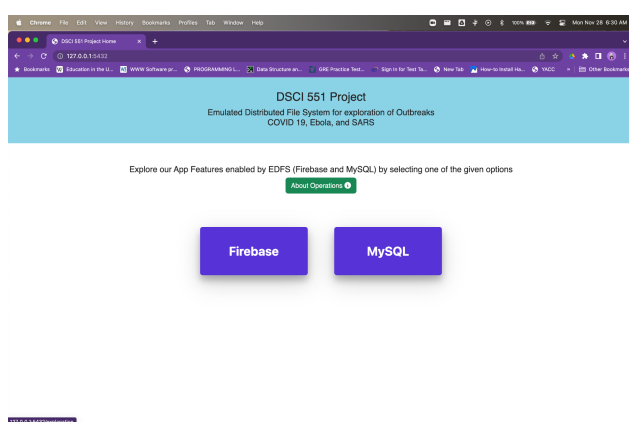 Chrome File Edit View History Bookmarks Profiles Tab Window Help 100% Mon Nov 28 6:30 AM
DSCI 551 Project Home
127.0.0.1:5432
Bookmarks Education in the U... WWW Software pr... PROGRAMMING L... Data Structure an... GRE Practice Test... Sign In for Test Ta... New Tab How-to Install Ha... YACC » Other Bookmarks
DSCI 551 Project
Emulated Distributed File System for exploration of Outbreaks
COVID 19, Ebola, and SARS
Explore our App Features enabled by EDFS (Firebase and MySQL) by selecting one of the given options
About Operations
Firebase MySQL